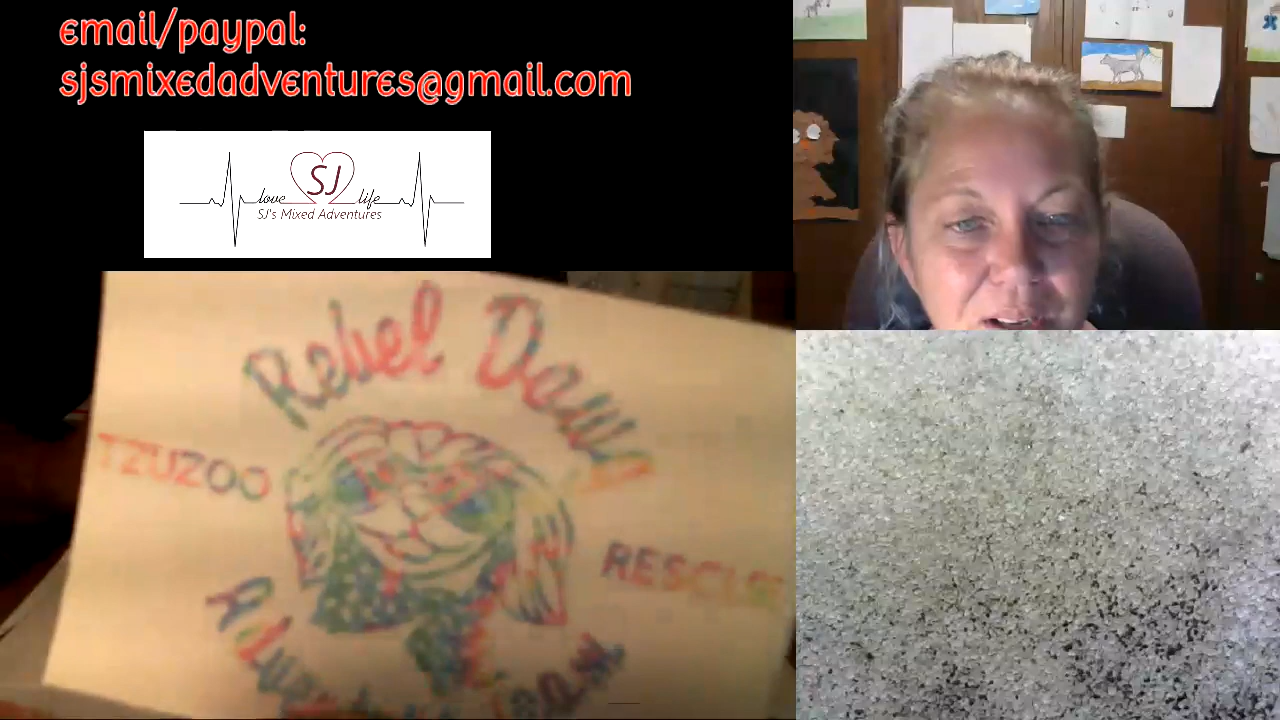 email/paypal:
sjsmixedadventures@gmail.com
SJ
love life
SJ's Mixed Adventures
Rebel Dawg
TZUZOO
RESCUE